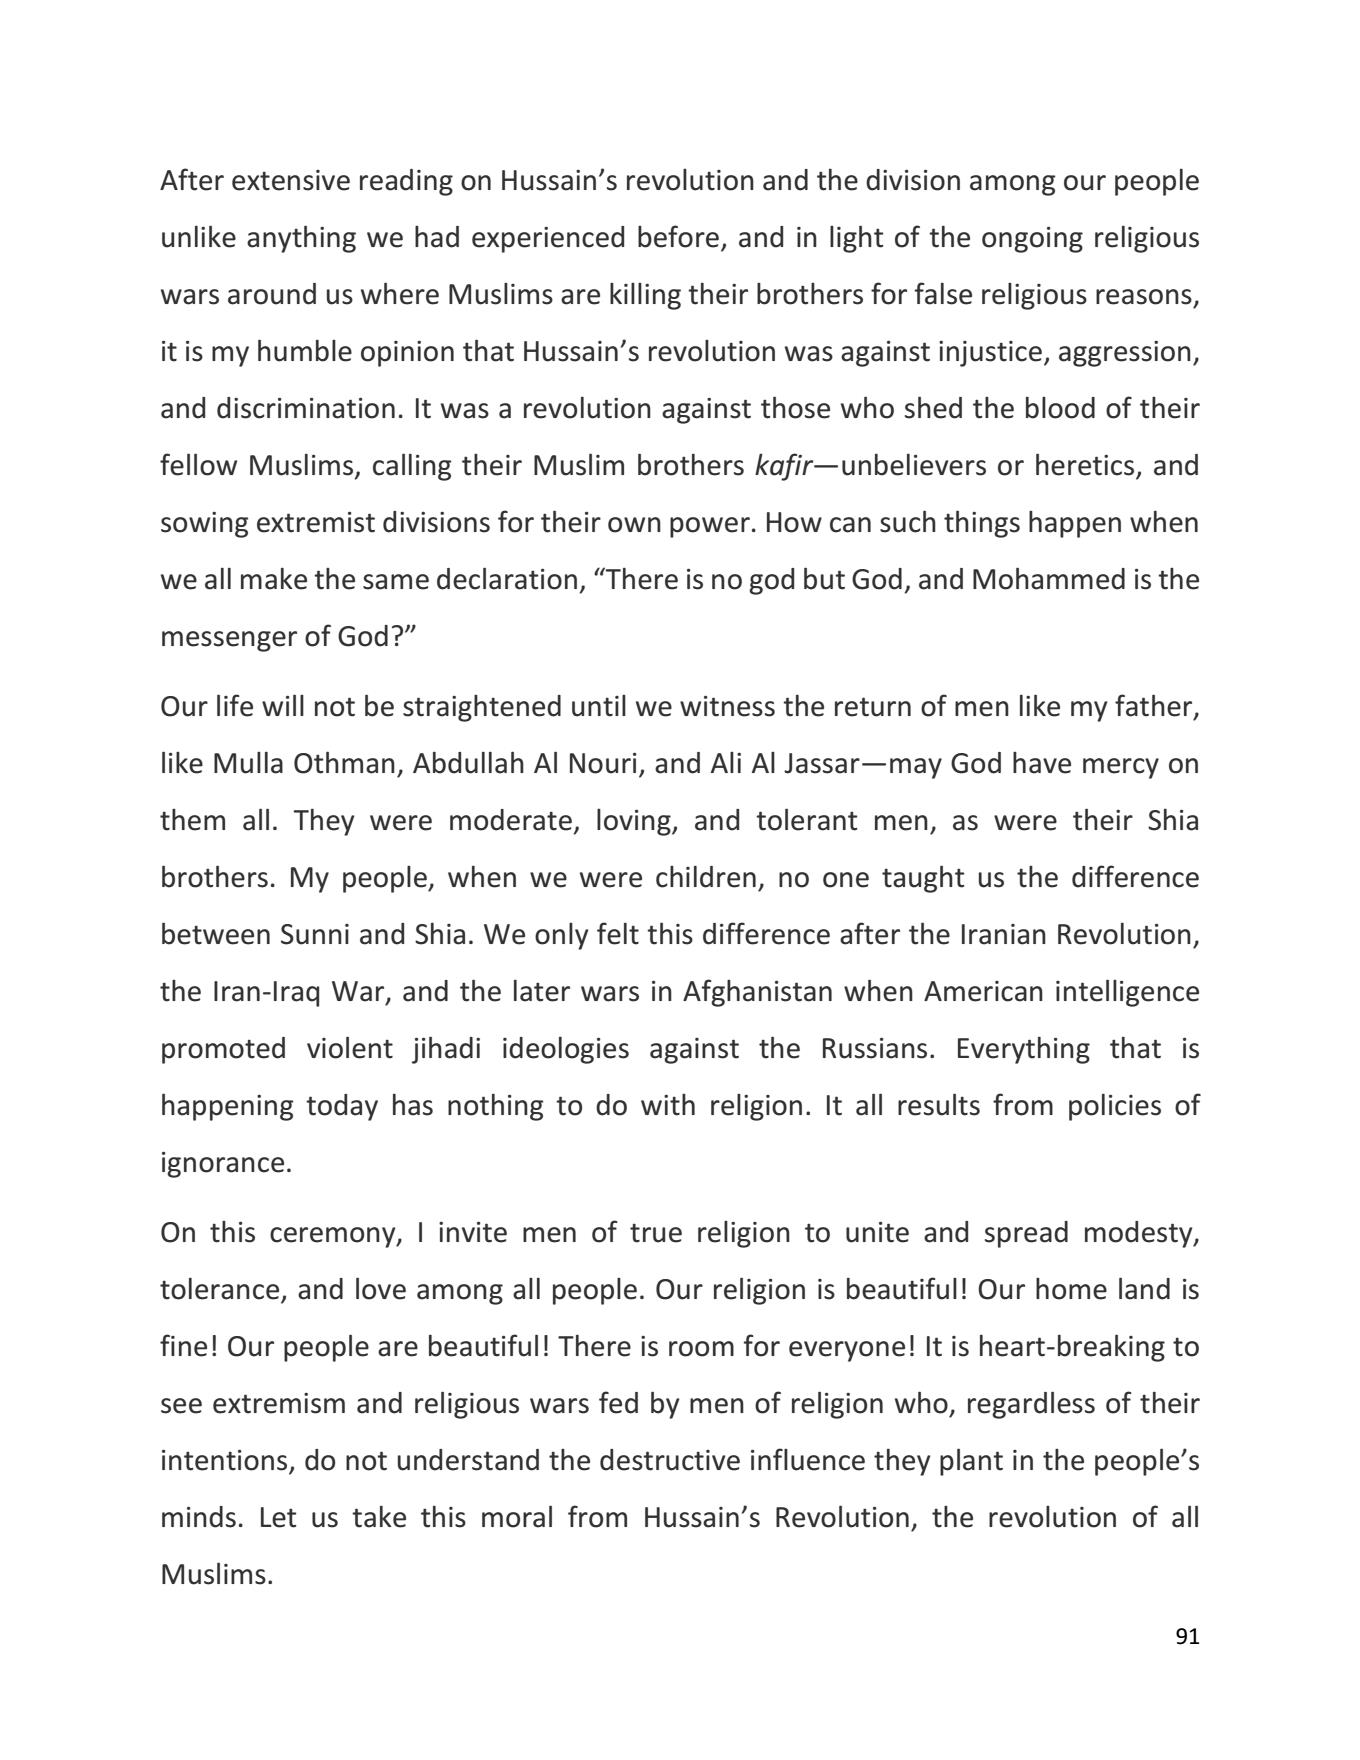 After extensive reading on Hussain’s revolution and the division among our people
unlike anything we had experienced before, and in light of the ongoing religious
wars around us where Muslims are killing their brothers for false religious reasons,
it is my humble opinion that Hussain’s revolution was against injustice, aggression,
and discrimination. It was a revolution against those who shed the blood of their
fellow Muslims, calling their Muslim brothers kafir—unbelievers or heretics, and
sowing extremist divisions for their own power. How can such things happen when
we all make the same declaration, “There is no god but God, and Mohammed is the
messenger of God?”
Our life will not be straightened until we witness the return of men like my father,
like Mulla Othman, Abdullah Al Nouri, and Ali Al Jassar—may God have mercy on
them all. They were moderate, loving, and tolerant men, as were their Shia
brothers. My people, when we were children, no one taught us the difference
between Sunni and Shia. We only felt this difference after the Iranian Revolution,
the Iran-Iraq War, and the later wars in Afghanistan when American intelligence
promoted violent jihadi ideologies against the Russians. Everything that is
happening today has nothing to do with religion. It all results from policies of
ignorance.
On this ceremony, I invite men of true religion to unite and spread modesty,
tolerance, and love among all people. Our religion is beautiful! Our home land is
fine! Our people are beautiful! There is room for everyone! It is heart-breaking to
see extremism and religious wars fed by men of religion who, regardless of their
intentions, do not understand the destructive influence they plant in the people’s
minds. Let us take this moral from Hussain’s Revolution, the revolution of all
Muslims.
91